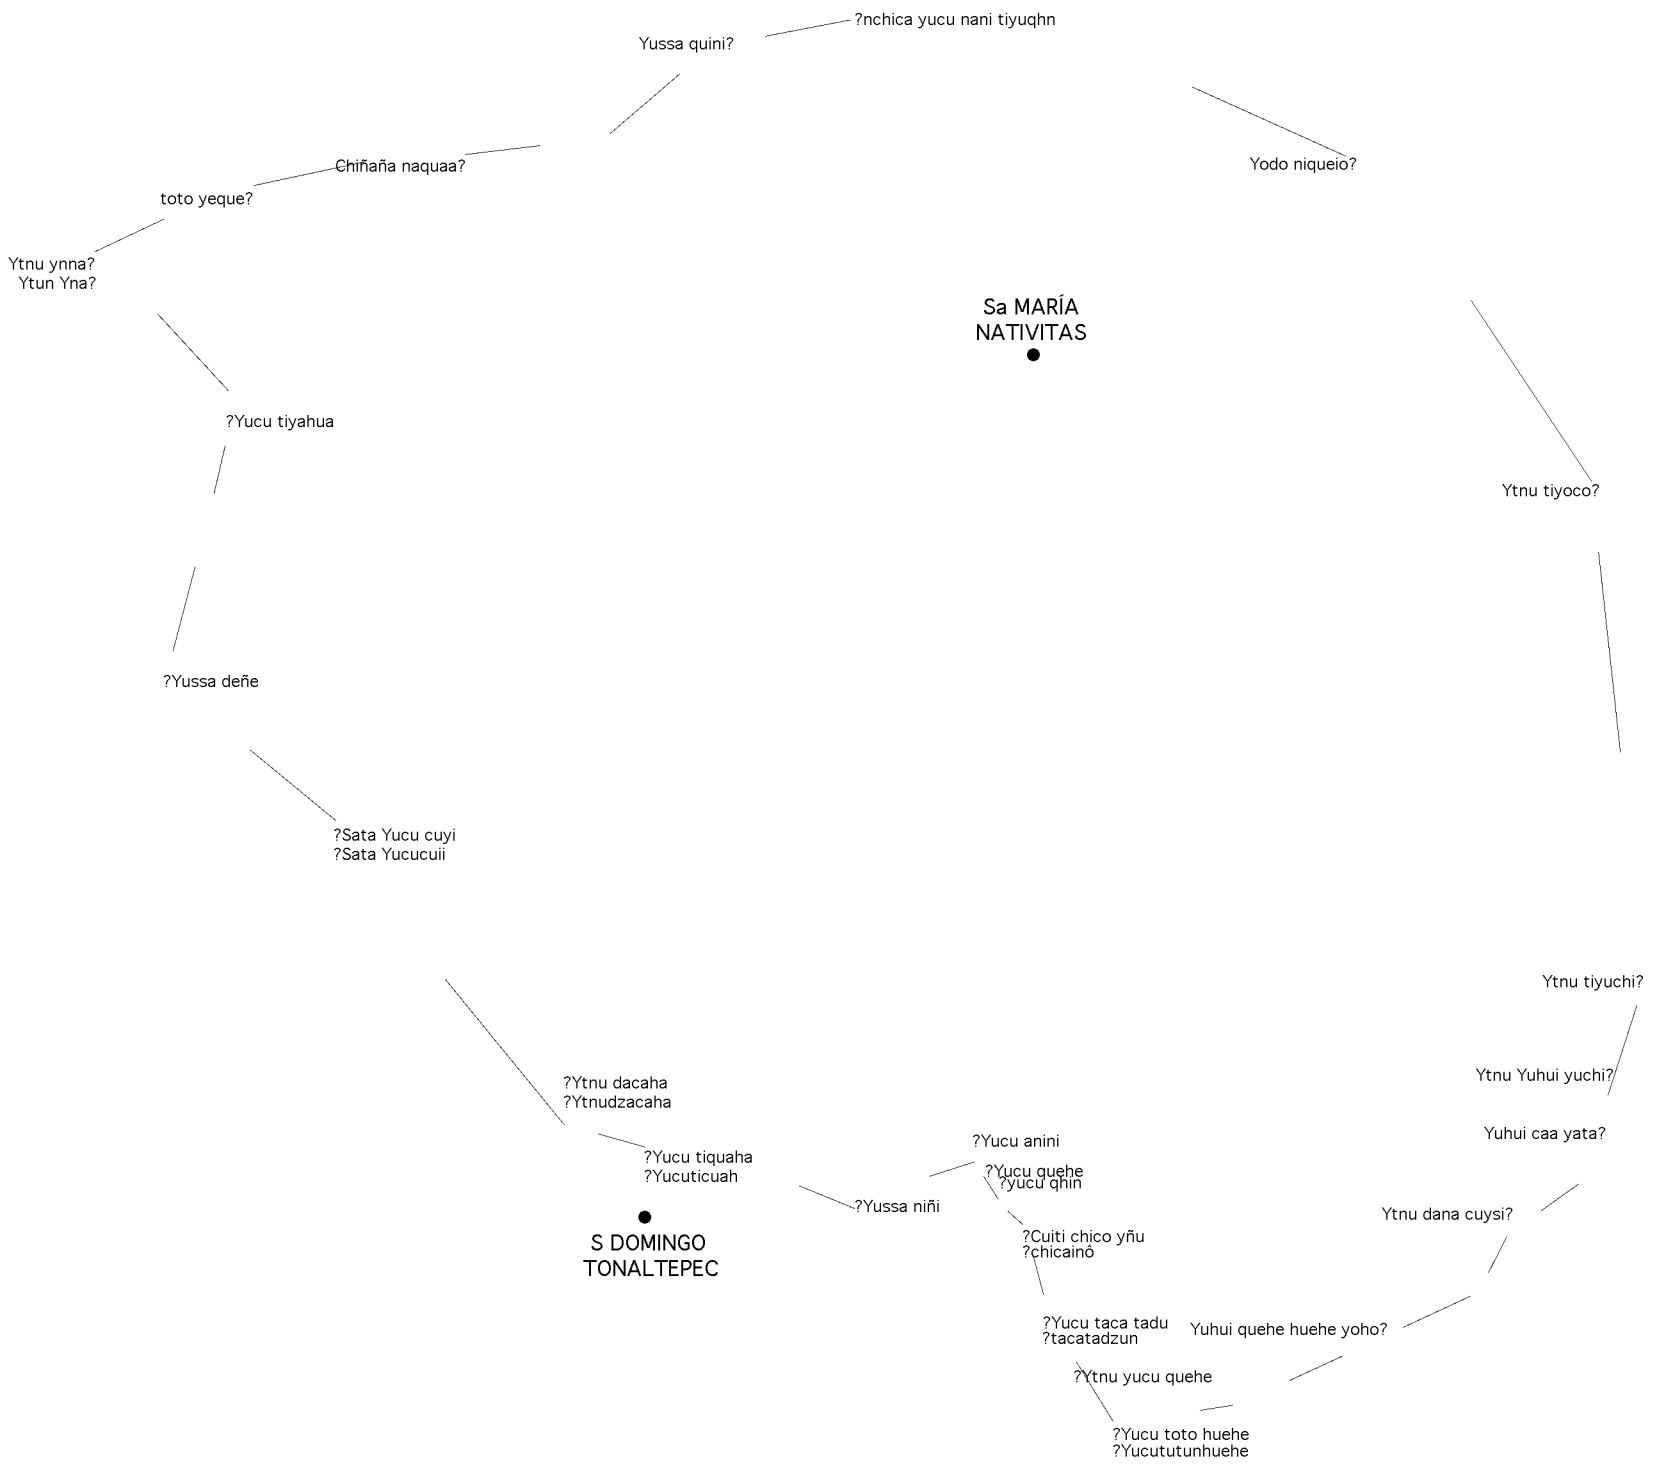 ?nchica yucu nani tiyuqhn
Yussa quini?
Yodo niqueio?
Chiñaña naquaa?
toto yeque?
Ytnu ynna?
Ytun Yna?
Sa MARÍA
NATIVITAS
?Yucu tiyahua
Ytnu tiyoco?
?Yussa deñe
?Sata Yucu cuyi
?Sata Yucucuii
Ytnu tiyuchi?
Ytnu Yuhui yuchi?
?Ytnu dacaha
?Ytnudzacaha
Yuhui caa yata?
?Yucu anini
?Yucu tiquaha
?Yucuticuah
?Yucu quehe
?yucu qhin
?Yussa niñi
Ytnu dana cuysi?
?Cuiti chico yñu
?chicainô
S DOMINGO
TONALTEPEC
?Yucu taca tadu
?tacatadzun
Yuhui quehe huehe yoho?
?Ytnu yucu quehe
?Yucu toto huehe
?Yucututunhuehe